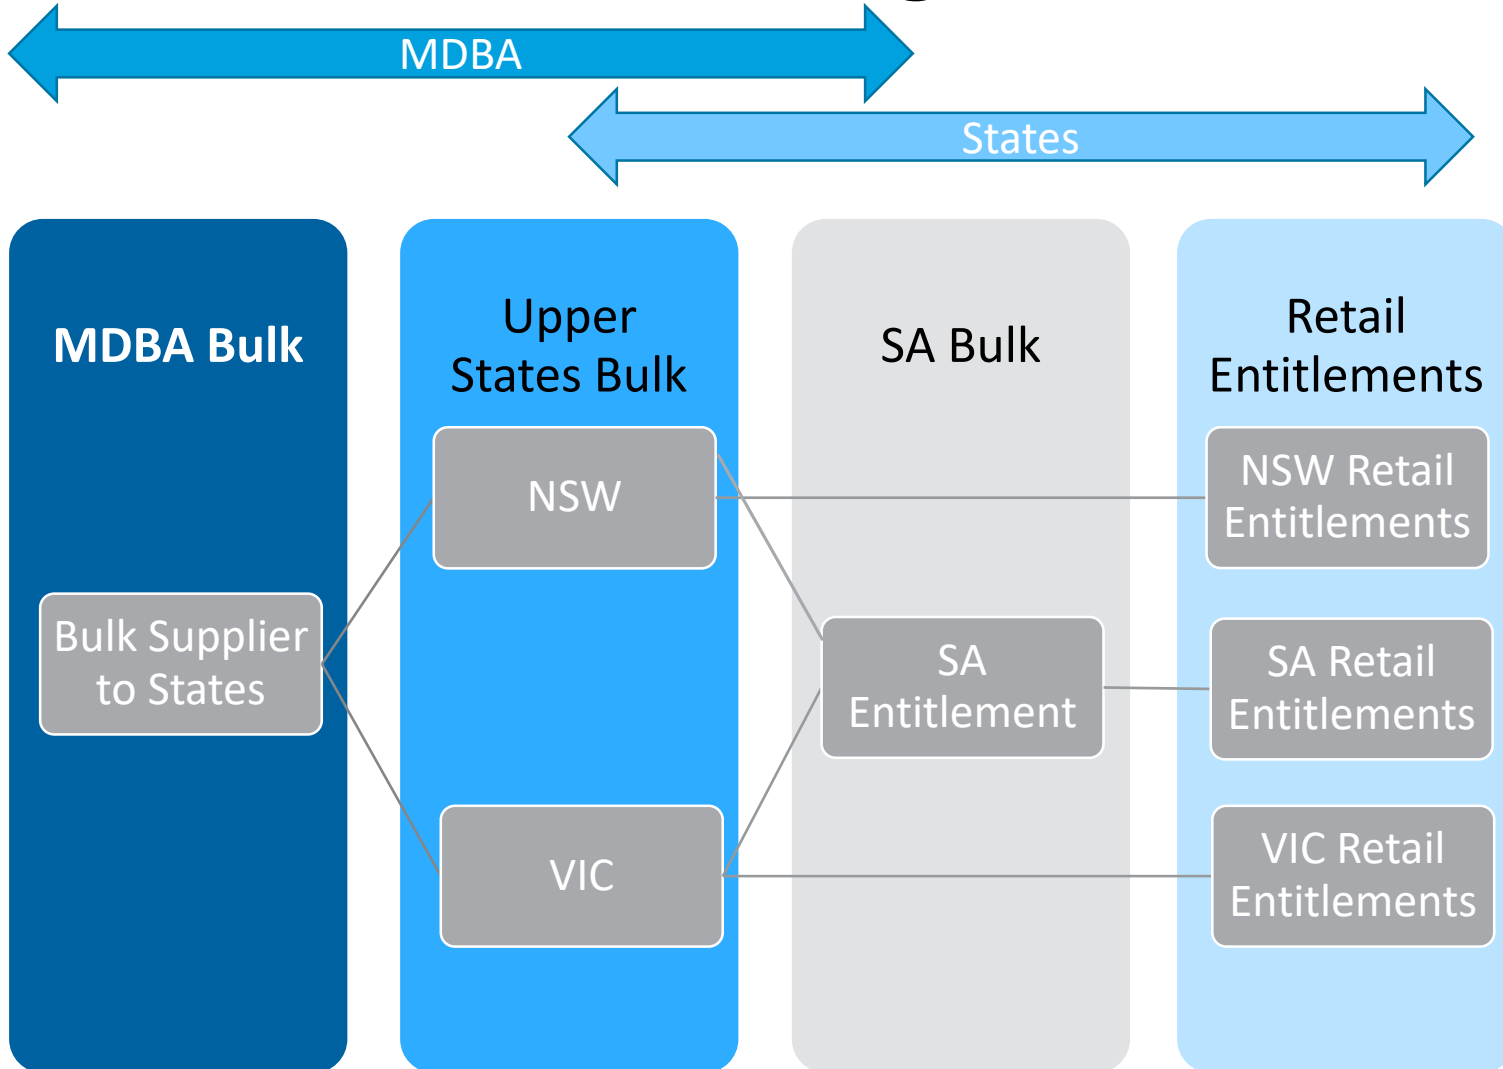 MDBA
States
MDBA Bulk
Upper
States Bulk
SA Bulk
Retail
Entitlements
NSW
NSW Retail
Entitlements
Bulk Supplier
to States
SA
Entitlement
SA Retail
Entitlements
VIC
VIC Retail
Entitlements